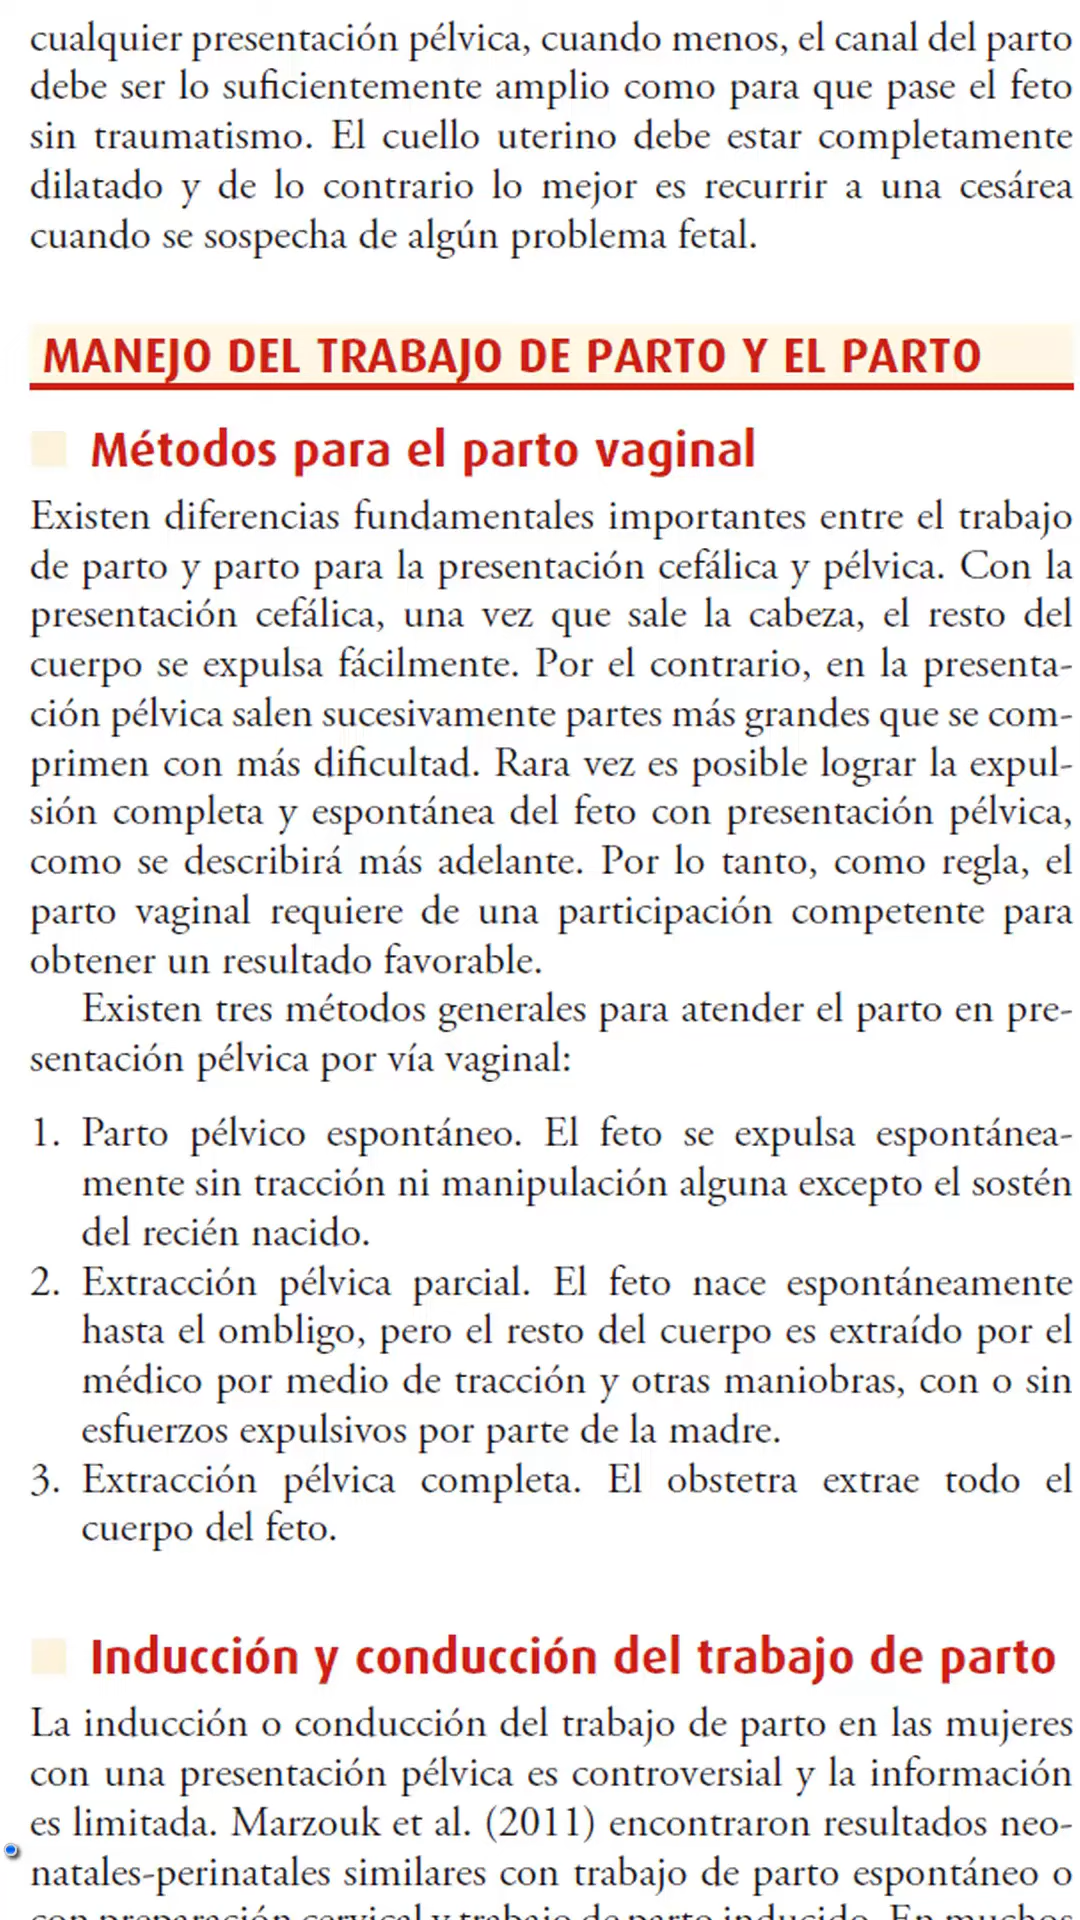 cualquier presentación pélvica, cuando menos, el canal del parto
debe ser lo suficientemente amplio como para que pase el feto
sin traumatismo. El cuello uterino debe estar completamente
dilatado y de lo contrario lo mejor es recurrir a una cesárea
cuando se sospecha de algún problema fetal.
MANEJO DEL TRABAJO DE PARTO Y EL PARTO
Métodos para el parto vaginal
Existen diferencias fundamentales importantes entre el trabajo
de parto y parto para la presentación cefálica y pélvica. Con la
presentación cefálica, una vez que sale la cabeza, el resto del
cuerpo se expulsa fácilmente. Por el contrario, en la presenta-
ción pélvica salen sucesivamente partes más grandes que se com-
primen con más dificultad. Rara vez es posible lograr la expul-
sión completa y espontánea del feto con presentación pélvica,
como se describirá más adelante. Por lo tanto, como regla, el
parto vaginal requiere de una participación competente para
obtener un resultado favorable.
Existen tres métodos generales para atender el parto en pre-
sentación pélvica por vía vaginal:
1. Parto pélvico espontáneo. El feto se expulsa espontánea-
mente sin tracción ni manipulación alguna excepto el sostén
del recién nacido.
2. Extracción pélvica parcial. El feto nace espontáneamente
hasta el ombligo, pero el resto del cuerpo es extraído por el
médico por medio de tracción y otras maniobras, con o sin
esfuerzos expulsivos por parte de la madre.
3. Extracción pélvica completa. El obstetra extrae todo el
cuerpo del feto.
Inducción y conducción del trabajo de parto
La inducción o conducción del trabajo de parto en las mujeres
con una presentación pélvica es controversial y la información
es limitada. Marzouk et al. (2011) encontraron resultados neo-
natales-perinatales similares con trabajo de parto espontáneo o
con preparación cervical y trabajo de parto inducido. En muchos